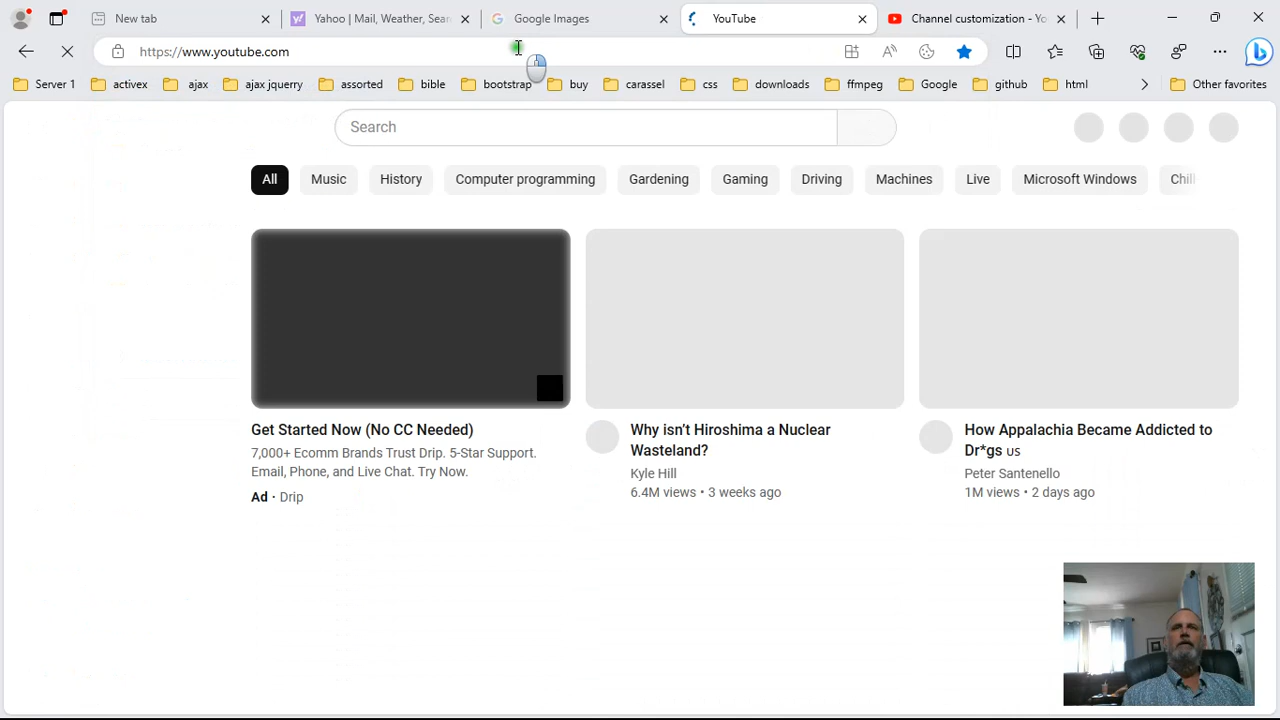 New tab
Yahoo | Mail, Weather, Sear
Google Images
YouTube
Channel customization - Yo
https://www.youtube.com
Server 1
activex
ajax
ajax jquerry
assorted
bible
bootstrap
buy
carassel
css
downloads
ffmpeg
Google
github
html
Other favorites
Search
All
Music
History
Computer programming
Gardening
Gaming
Driving
Machines
Live
Microsoft Windows
Chill
Get Started Now (No CC Needed)
7,000+ Ecomm Brands Trust Drip. 5-Star Support.
Email, Phone, and Live Chat. Try Now.
Ad · Drip
Why isn’t Hiroshima a Nuclear
Wasteland?
Kyle Hill
6.4M views • 3 weeks ago
How Appalachia Became Addicted to
Dr*gs us
Peter Santenello
1M views • 2 days ago